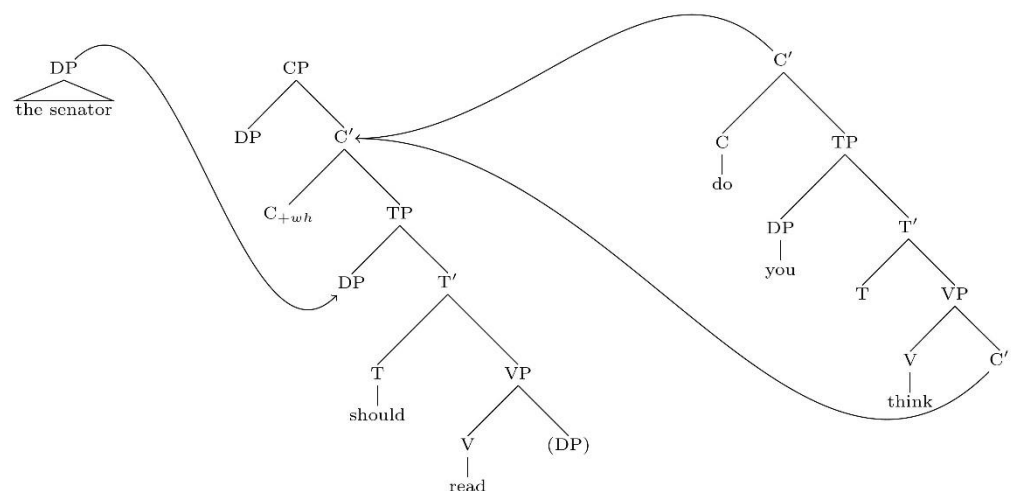 DP
the senator
CP
DP
C′
C+wh
TP
DP
T′
T
should
VP
V
read
(DP)
C′
C
do
TP
DP
you
T′
T
VP
V
think
C′